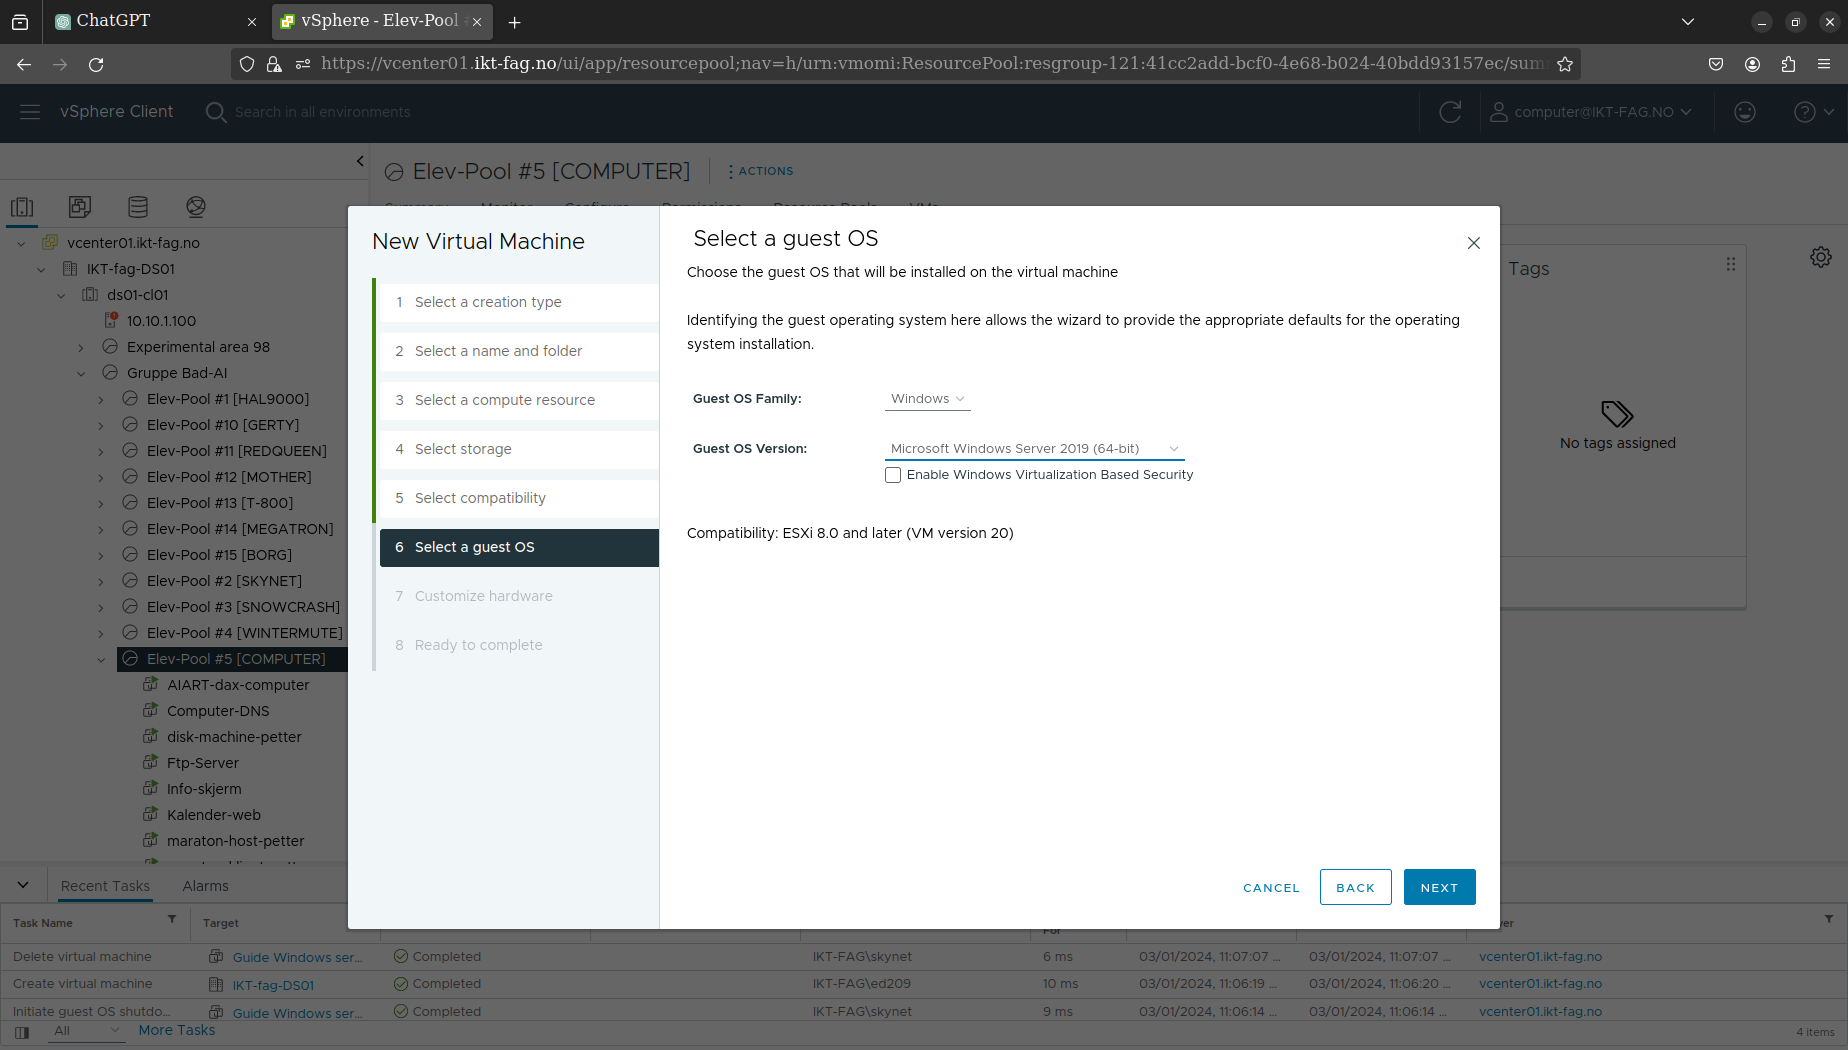 ChatGPT
vSphere - Elev-Pool
https://vcenter01.ikt-fag.no/ui/app/resourcepool;nav=h/urn:vmomi:ResourcePool:resgroup-121:41cc2add-bcf0-4e68-b024-40bdd93157ec/sum
vSphere Client
Search in all environments
computer@IKT-FAG.NO
Elev-Pool #5 [COMPUTER]
ACTIONS
Summary Monitor Configure Permissions Resource Pools VMs
vcenter01.ikt-fag.no
IKT-fag-DS01
ds01-cl01
10.10.1.100
Experimental area 98
Gruppe Bad-AI
Elev-Pool #1 [HAL9000]
Elev-Pool #10 [GERTY]
Elev-Pool #11 [REDQUEEN]
Elev-Pool #12 [MOTHER]
Elev-Pool #13 [T-800]
Elev-Pool #14 [MEGATRON]
Elev-Pool #15 [BORG]
Elev-Pool #2 [SKYNET]
Elev-Pool #3 [SNOWCRASH]
Elev-Pool #4 [WINTERMUTE]
Elev-Pool #5 [COMPUTER]
AIART-dax-computer
Computer-DNS
disk-machine-petter
Ftp-Server
Info-skjerm
Kalender-web
maraton-host-petter
New Virtual Machine
1 Select a creation type
2 Select a name and folder
3 Select a compute resource
4 Select storage
5 Select compatibility
6 Select a guest OS
7 Customize hardware
8 Ready to complete
Select a guest OS
Choose the guest OS that will be installed on the virtual machine
Identifying the guest operating system here allows the wizard to provide the appropriate defaults for the operating
system installation.
Guest OS Family: Windows
Guest OS Version: Microsoft Windows Server 2019 (64-bit)
Enable Windows Virtualization Based Security
Compatibility: ESXi 8.0 and later (VM version 20)
CANCEL BACK NEXT
Tags
No tags assigned
Recent Tasks Alarms
Task Name Target For
Delete virtual machine Guide Windows ser... Completed IKT-FAG\skynet 6 ms 03/01/2024, 11:07:07 ... 03/01/2024, 11:07:07 ... vcenter01.ikt-fag.no
Create virtual machine IKT-fag-DS01 Completed IKT-FAG\ed209 10 ms 03/01/2024, 11:06:19 ... 03/01/2024, 11:06:20 ... vcenter01.ikt-fag.no
Initiate guest OS shutdo... Guide Windows ser... Completed IKT-FAG\skynet 9 ms 03/01/2024, 11:06:14 ... 03/01/2024, 11:06:14 ... vcenter01.ikt-fag.no
All More Tasks 4 items